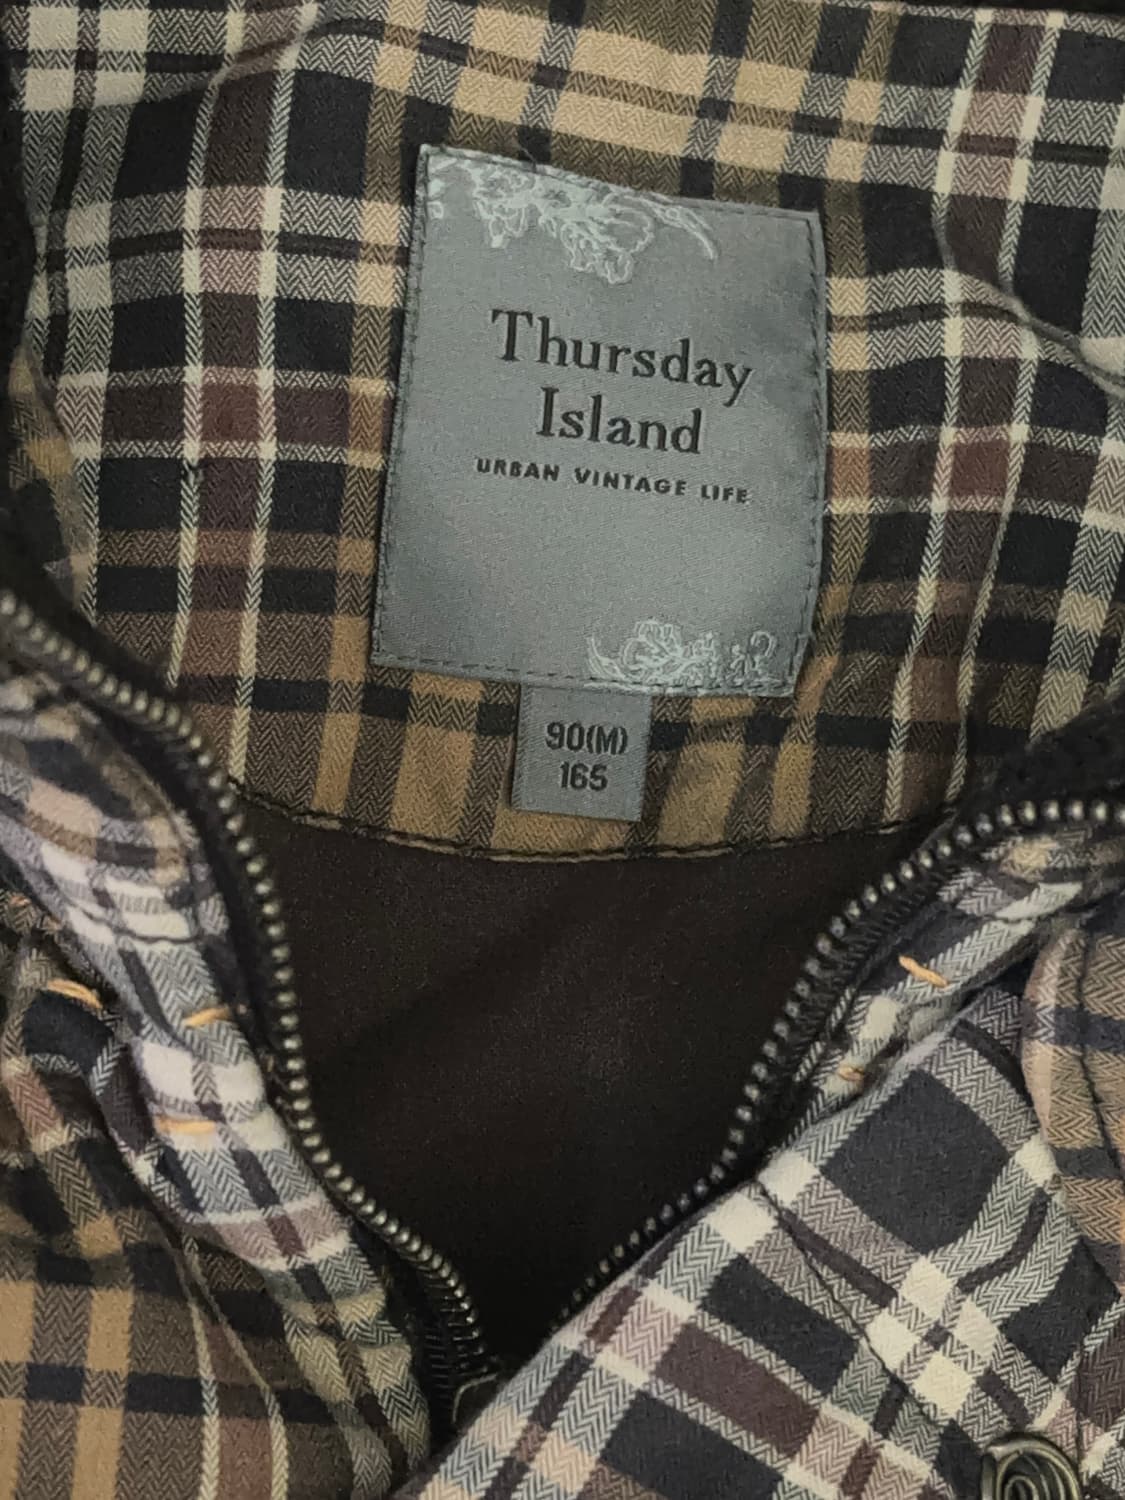 Thursday
Island
URBAN VINTAGE LIFE
90(M)
165